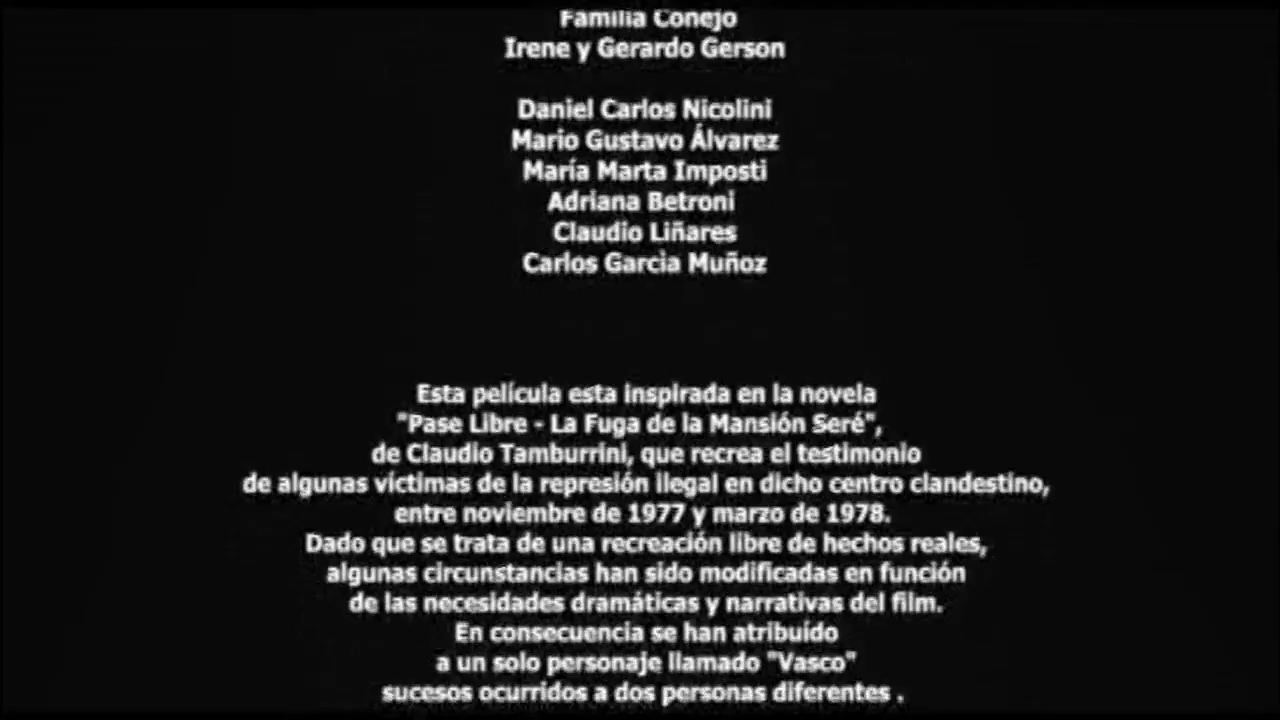 Familia Conejo
Irene y Gerardo Gerson
Daniel Carlos Nicolini
Mario Gustavo Álvarez
María Marta Imposti
Adriana Betroni
Claudio Liñares
Carlos Garcìa Muñoz
Esta película esta inspirada en la novela
"Pase Libre - La Fuga de la Mansión Seré",
de Claudio Tamburrini, que recrea el testimonio
de algunas víctimas de la represión ilegal en dicho centro clandestino,
entre noviembre de 1977 y marzo de 1978.
Dado que se trata de una recreación libre de hechos reales,
algunas circunstancias han sido modificadas en función
de las necesidades dramáticas y narrativas del film.
En consecuencia se han atribuído
a un solo personaje llamado "Vasco"
sucesos ocurridos a dos personas diferentes .